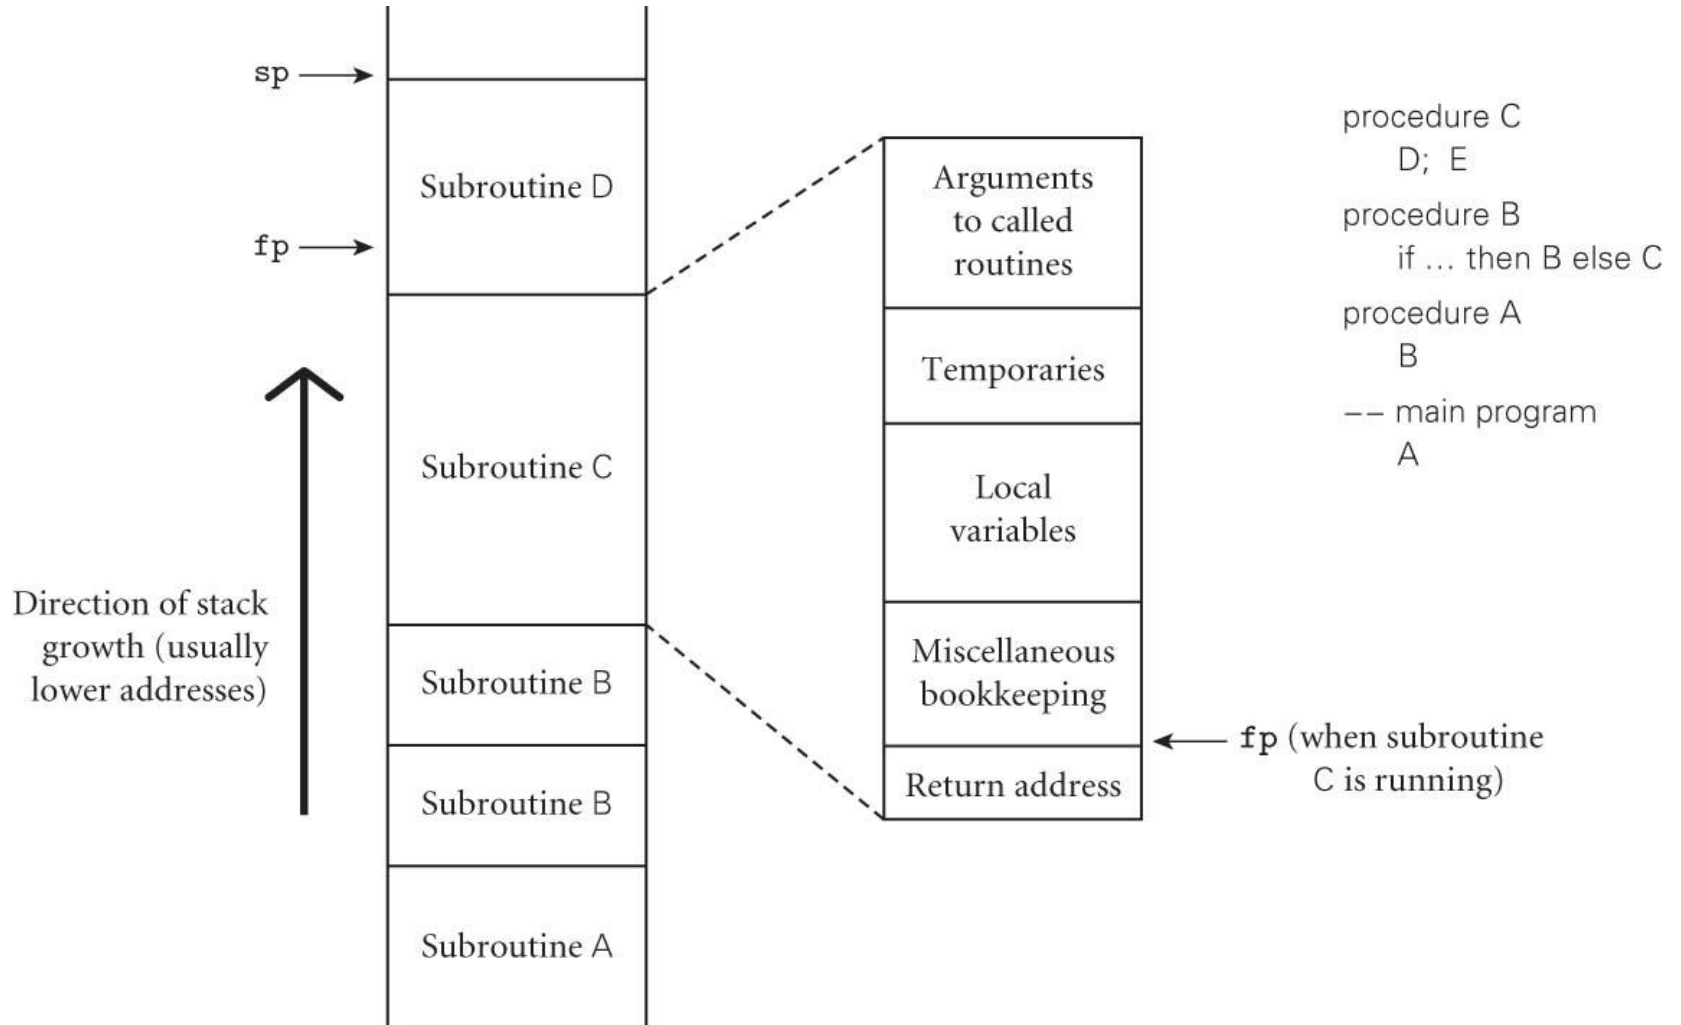 sp
Subroutine D
fp
Subroutine C
Direction of stack
growth (usually
lower addresses)
Subroutine B
Subroutine B
Subroutine A
Arguments
to called
routines
Temporaries
Local
variables
Miscellaneous
bookkeeping
Return address
fp (when subroutine
C is running)
procedure C
D; E
procedure B
if ... then B else C
procedure A
B
-- main program
A